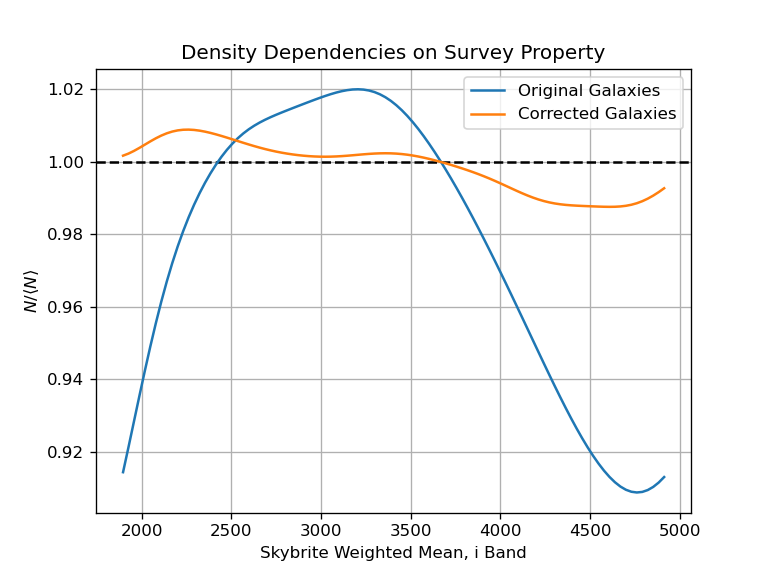 Density Dependencies on Survey Property
Original Galaxies
Corrected Galaxies
1.02
1.00
0.98
0.96
0.94
0.92
N/⟨N⟩
2000 2500 3000 3500 4000 4500 5000
Skybrite Weighted Mean, i Band